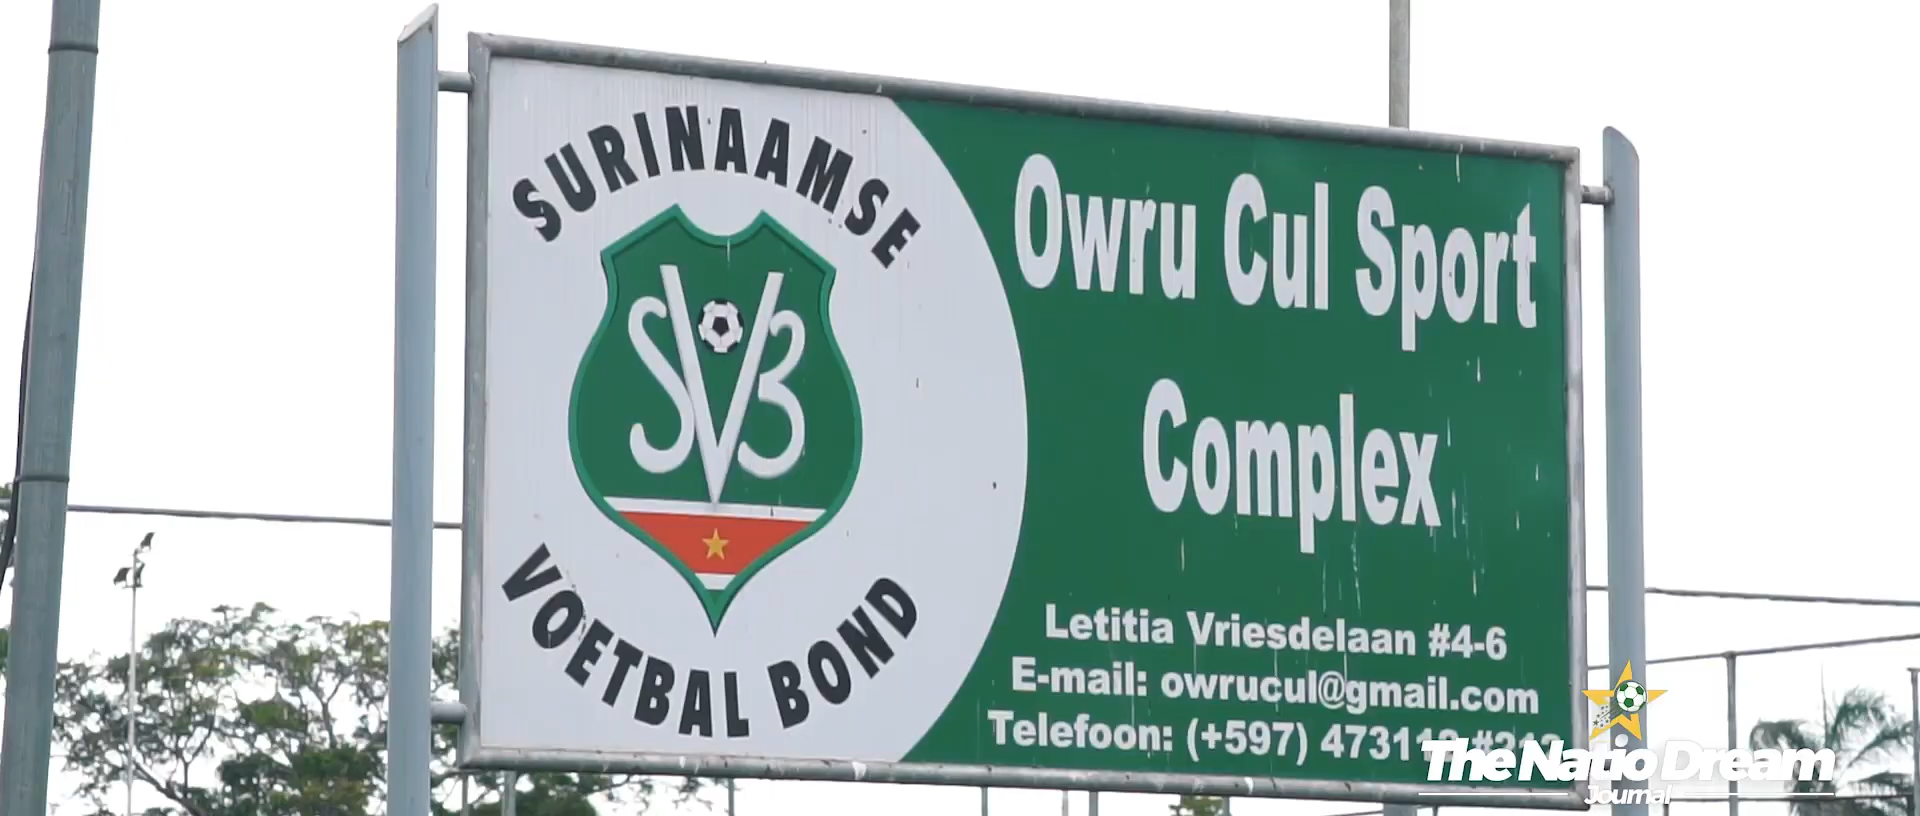 SURINAAMSE
SVB
VOETBAL BOND
Owru Cul Sport
Complex
Letitia Vriesdelaan #4-6
E-mail: owrucul@gmail.com
Telefoon: (+597)
The Natio Dream
Journal